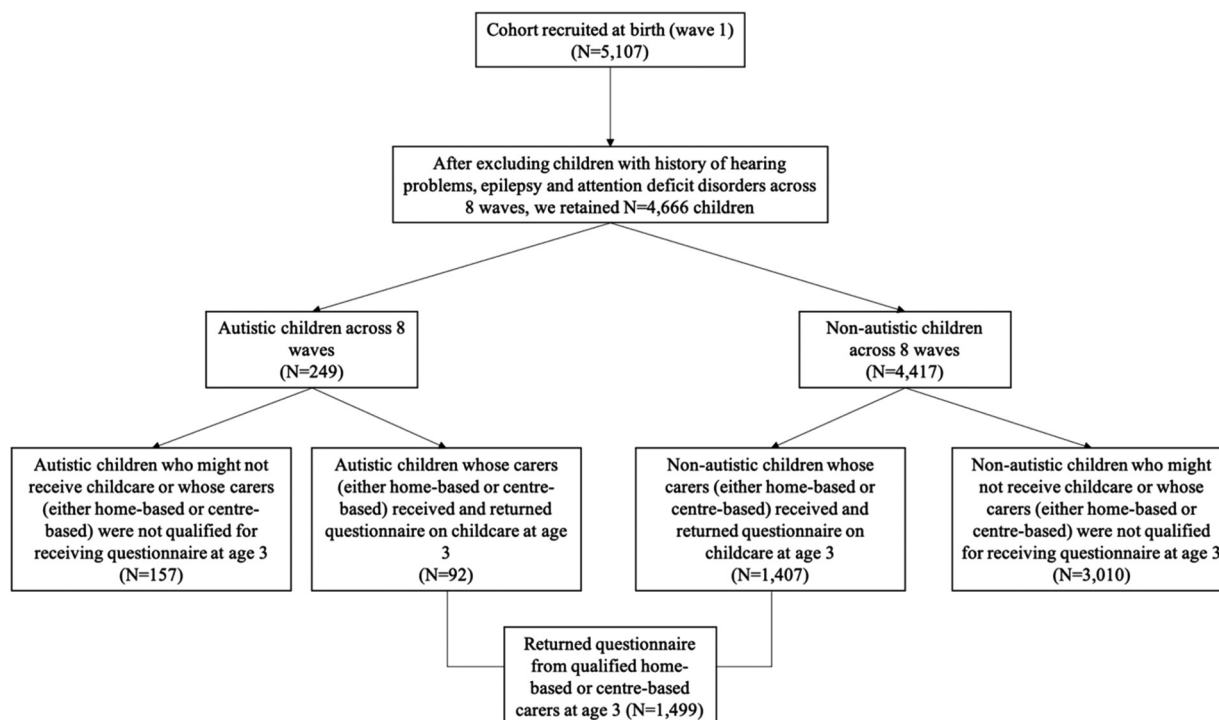 Cohort recruited at birth (wave 1)
(N=5,107)
After excluding children with history of hearing
problems, epilepsy and attention deficit disorders across
8 waves, we retained N=4,666 children
Autistic children across 8
waves
(N=249)
Non-autistic children
across 8 waves
(N=4,417)
Autistic children who might not
receive childcare or whose carers
(either home-based or centre-
based) were not qualified for
receiving questionnaire at age 3
(N=157)
Autistic children whose carers
(either home-based or centre-
based) received and returned
questionnaire on childcare at age
3
(N=92)
Non-autistic children whose
carers (either home-based or
centre-based) received and
returned questionnaire on
childcare at age 3
(N=1,407)
Non-autistic children who might
not receive childcare or whose
carers (either home-based or
centre-based) were not qualified
for receiving questionnaire at age 3
(N=3,010)
Returned questionnaire
from qualified home-
based or centre-based
carers at age 3 (N=1,499)